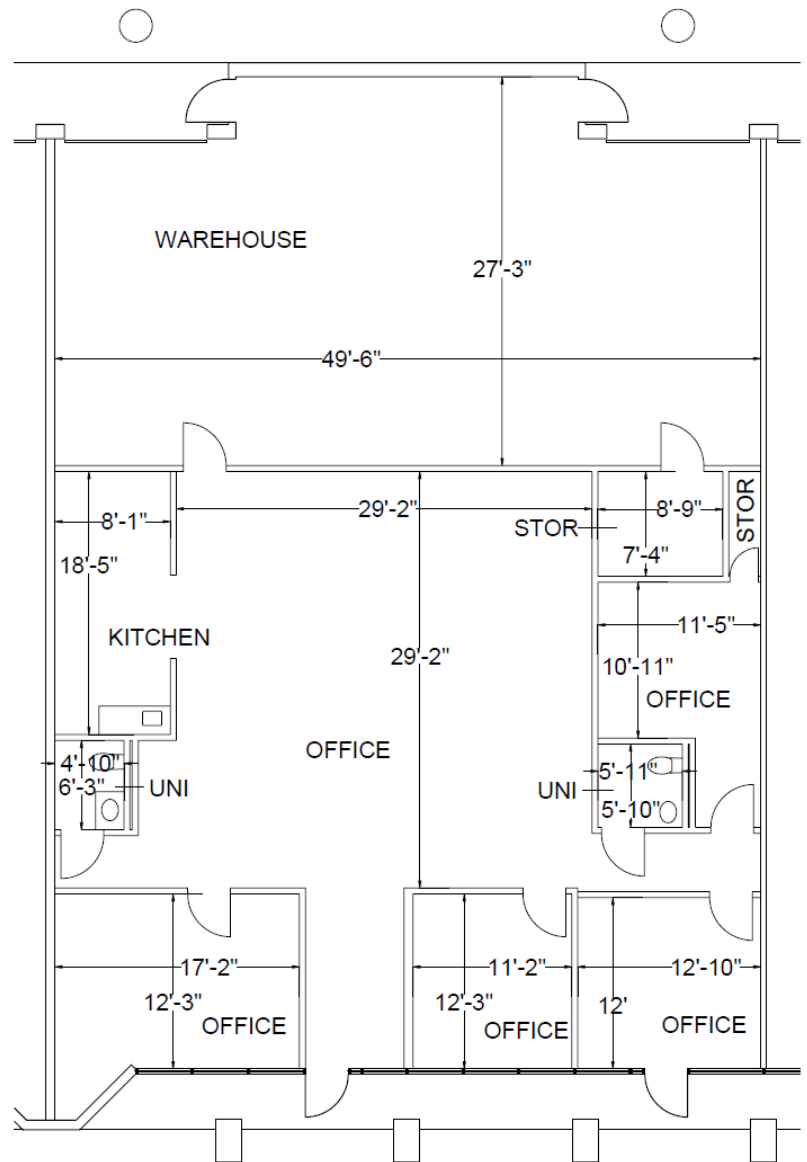 WAREHOUSE
27'-3"
49'-6"
8'-1"
29'-2"
8'-9"
STOR
STOR
18'-5"
7'-4"
11'-5"
KITCHEN
29'-2"
10'-11"
OFFICE
OFFICE
4'-10"
6'-3"
UNI
5'-11"
UNI
5'-10"
17'-2"
11'-2"
12'-10"
12'-3"
12'-3"
12'
OFFICE
OFFICE
OFFICE